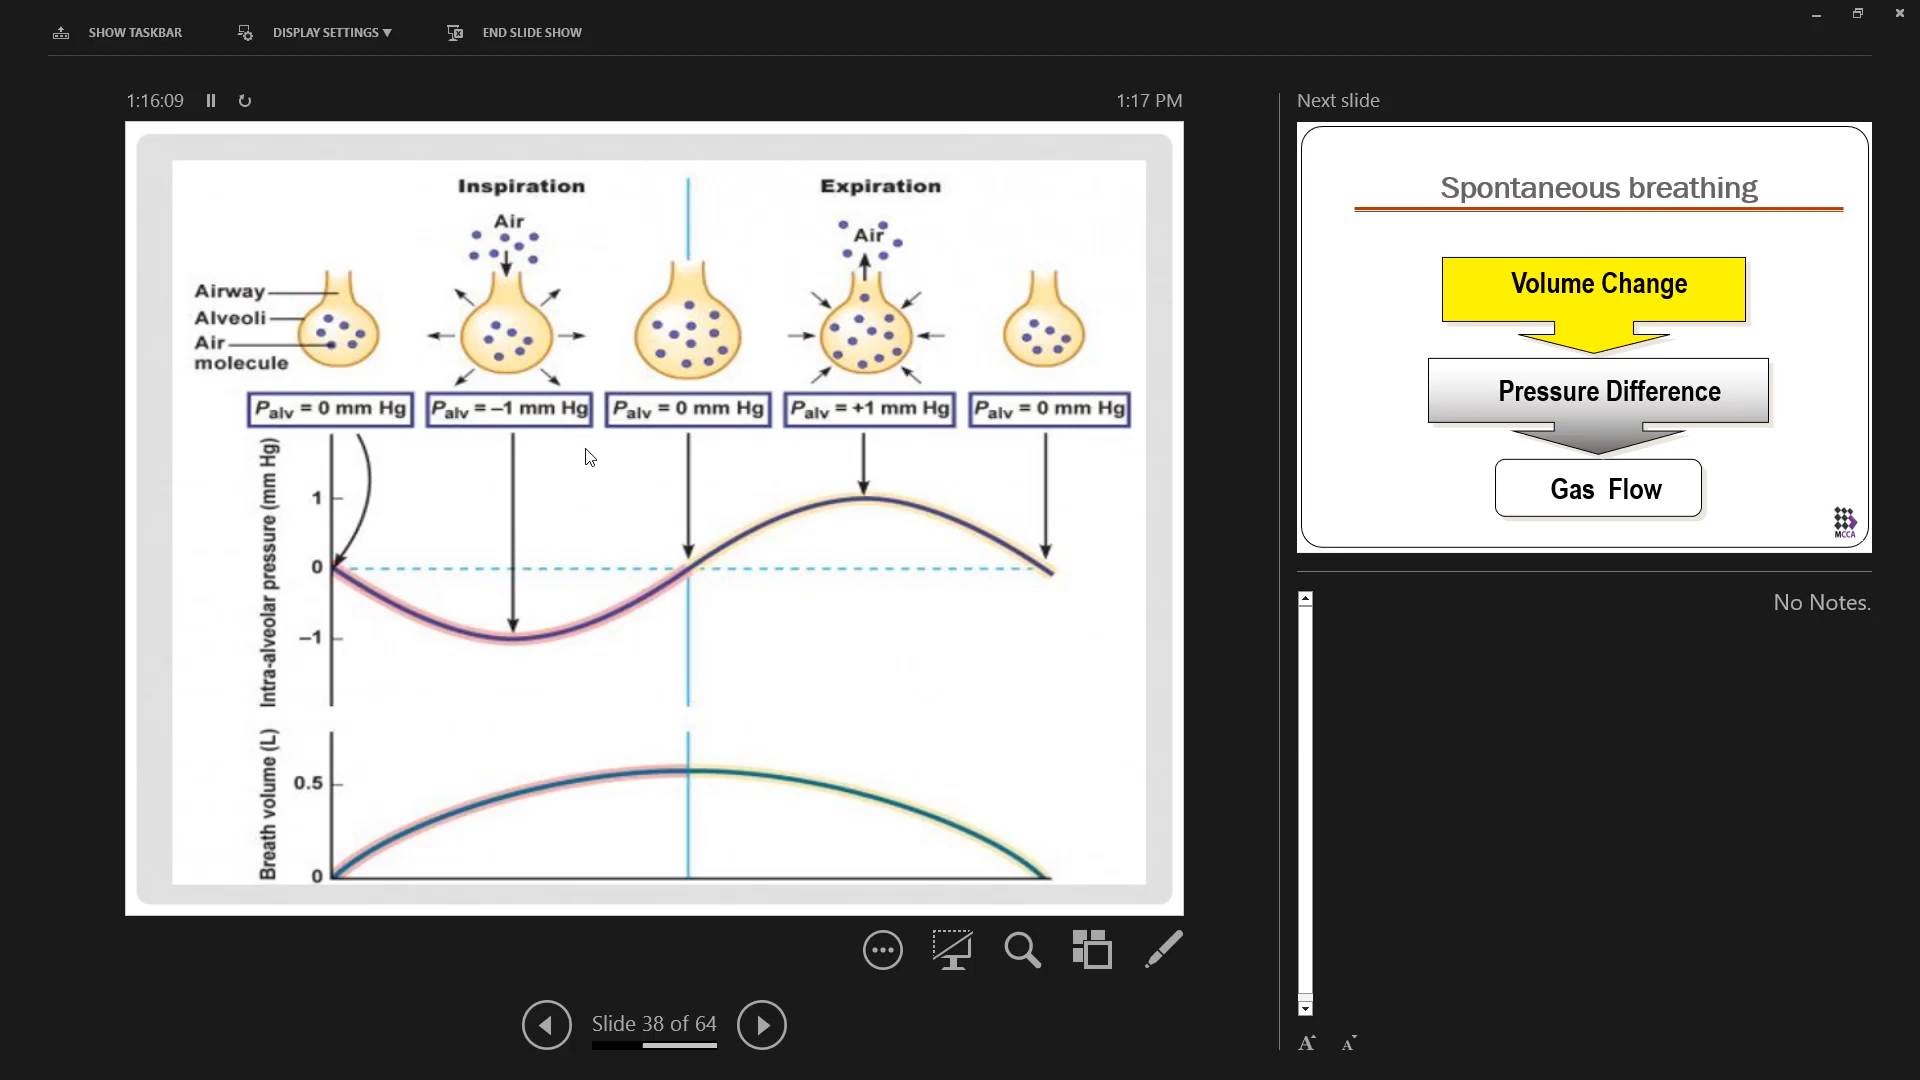 SHOW TASKBAR
DISPLAY SETTINGS ▼
END SLIDE SHOW
1:16:09
1:17 PM
Next slide
Inspiration
Expiration
Air
Air
Airway
Alveoli
Air
molecule
Palv = 0 mm Hg
Palv = –1 mm Hg
Palv = 0 mm Hg
Palv = +1 mm Hg
Palv = 0 mm Hg
Intra-alveolar pressure (mm Hg)
1
0
–1
Breath volume (L)
0.5
0
Slide 38 of 64
Spontaneous breathing
Volume Change
Pressure Difference
Gas Flow
MCCA
No Notes.
A A